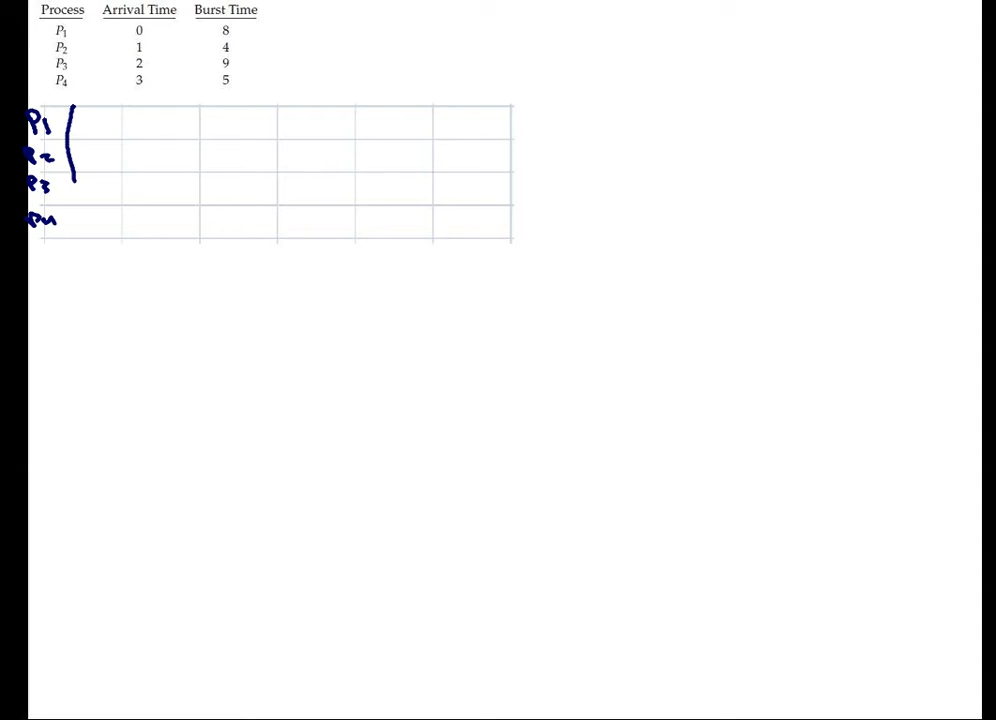 Process Arrival Time Burst Time
P1 0 8
P2 1 4
P3 2 9
P4 3 5
P1
P2
P3
P4